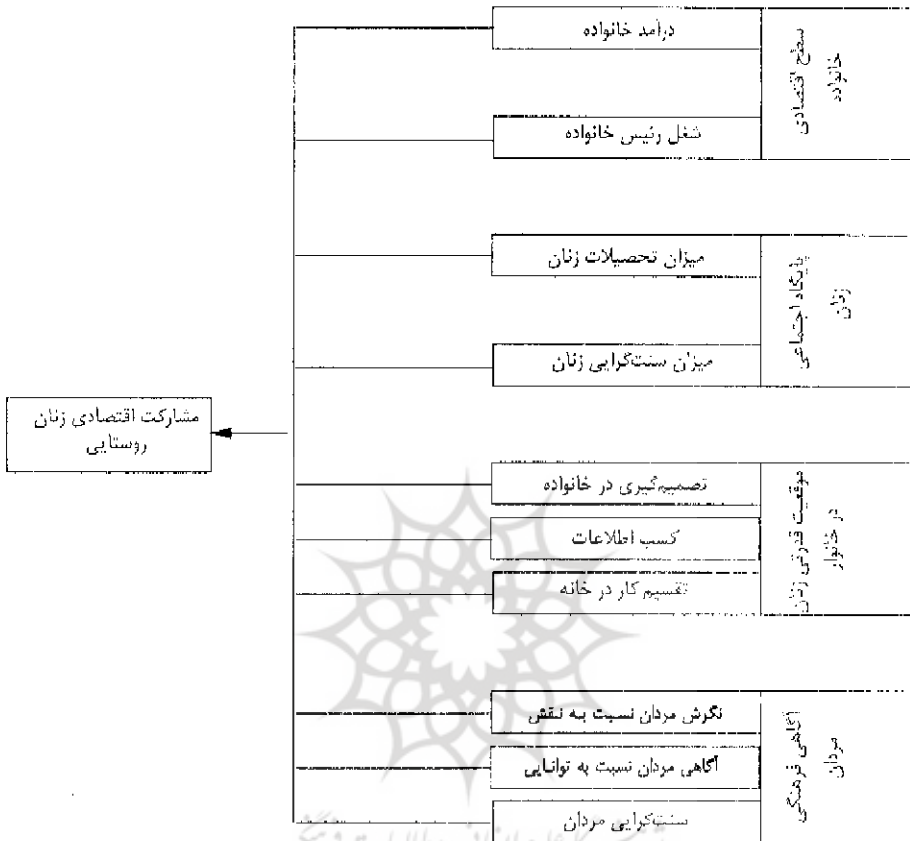 سطح اقتصادی
خانواده
درآمد خانواده
شغل رئیس خانواده
پایگاه اجتماعی
زنان
میزان تحصیلات زنان
میزان سنت‌گرایی زنان
مشارکت اقتصادی زنان
روستایی
موقعیت قدرتی زنان
در خانوار
تصمیم‌گیری در خانواده
کسب اطلاعات
تقسیم کار در خانه
آگاهی فرهنگی
مردان
نگرش مردان نسبت به نقش
آگاهی مردان نسبت به توانایی
سنت‌گرایی مردان